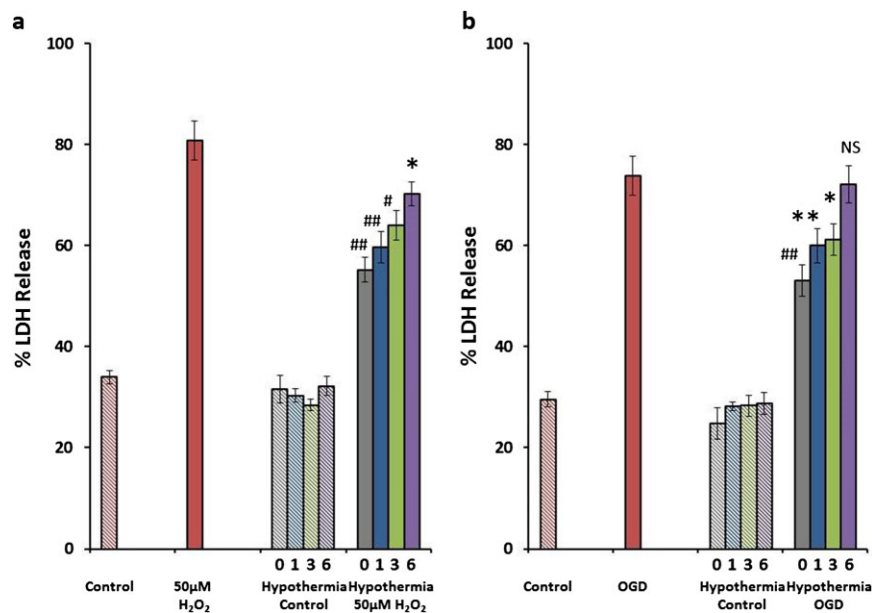 a
% LDH Release
100
80
60
40
20
0
##
##
#
*
0 1 3 6
0 1 3 6
Control
50µM
H₂O₂
Hypothermia
Control
Hypothermia
50µM H₂O₂
b
% LDH Release
100
80
60
40
20
0
##
**
*
NS
0 1 3 6
0 1 3 6
Control
OGD
Hypothermia
Control
Hypothermia
OGD